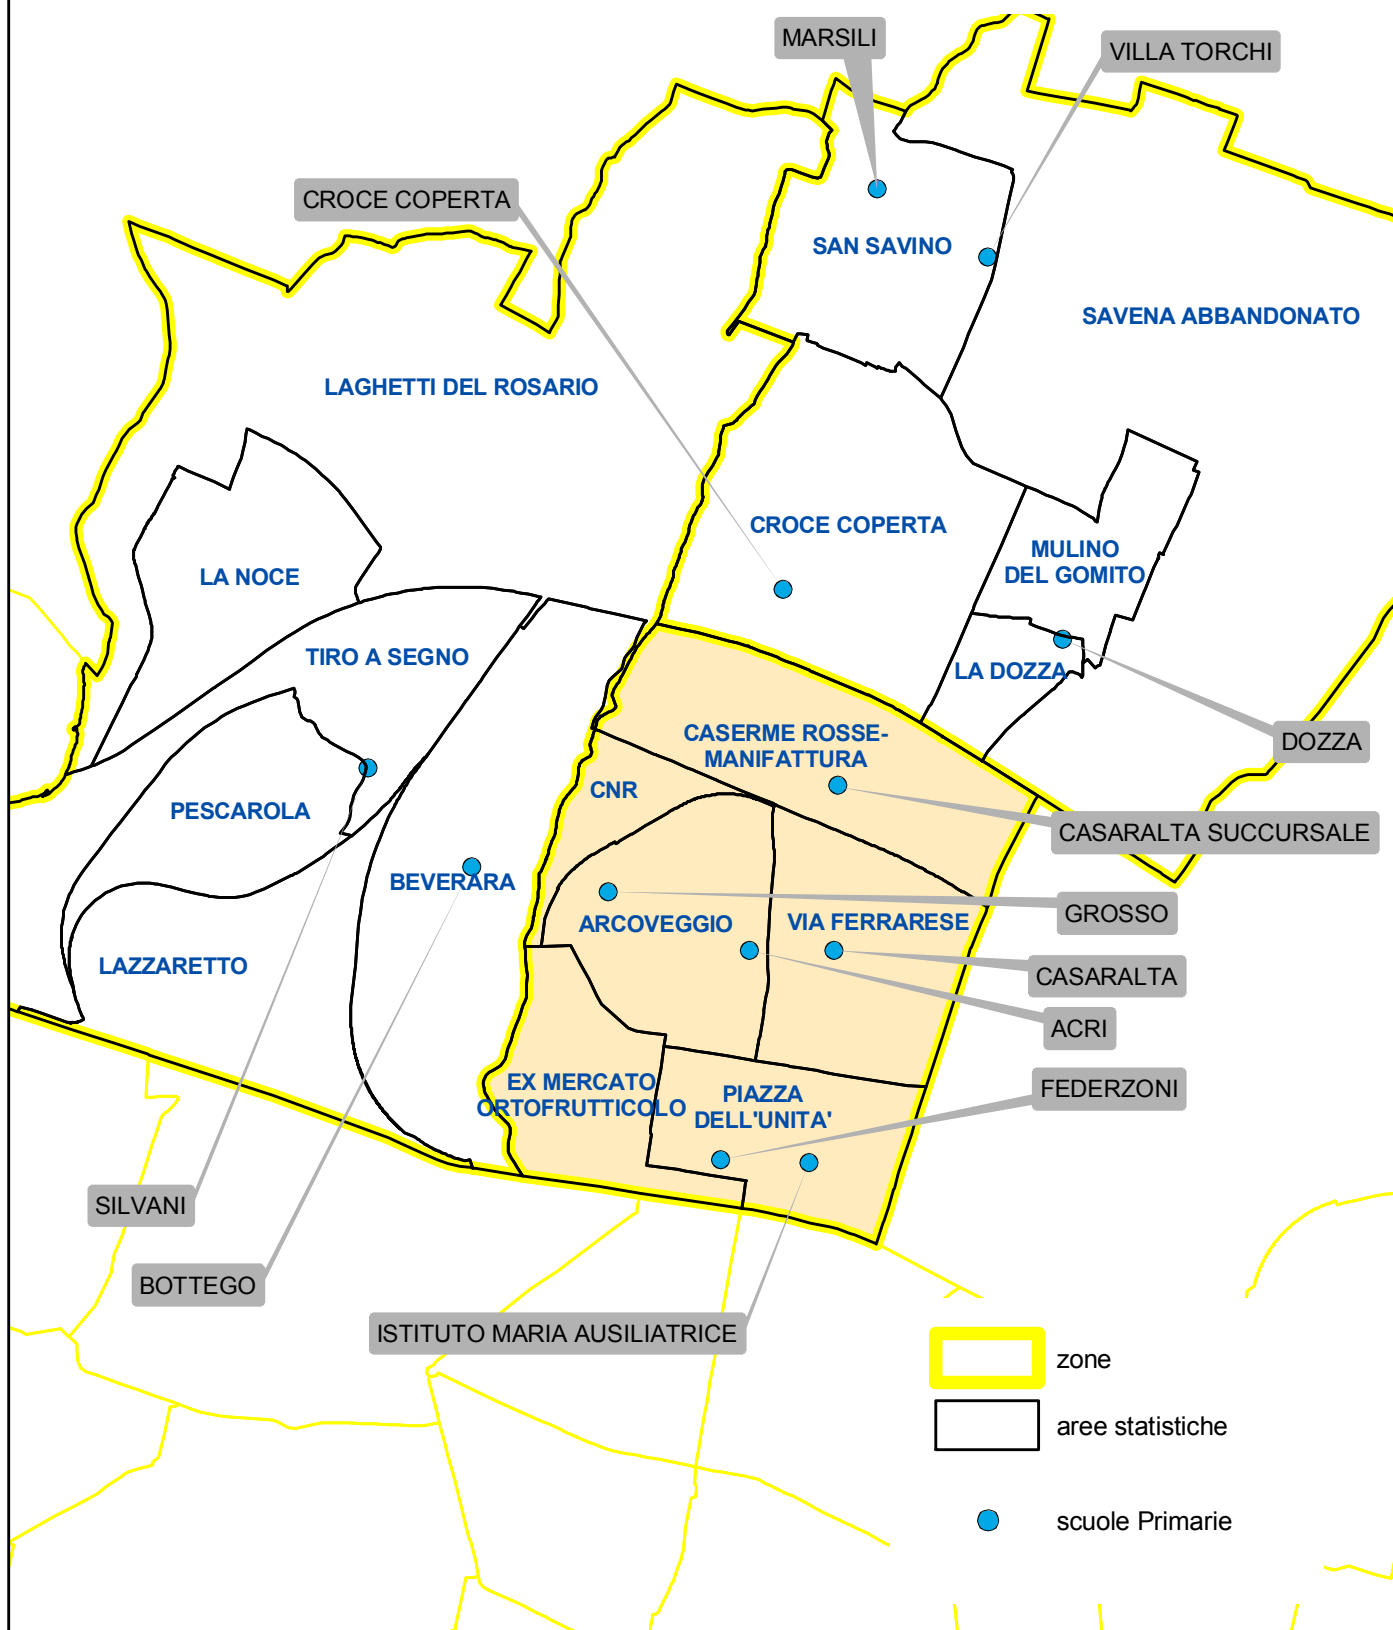 MARSILI
VILLA TORCHI
CROCE COPERTA
SAN SAVINO
SAVENA ABBANDONATO
LAGHETTI DEL ROSARIO
CROCE COPERTA
MULINO
DEL GOMITO
LA NOCE
TIRO A SEGNO
LA DOZZA
CASERME ROSSE-
MANIFATTURA
DOZZA
CNR
PESCAROLA
CASARALTA SUCCURSALE
BEVERARA
GROSSO
ARCOVEGGIO
VIA FERRARESE
LAZZARETTO
CASARALTA
ACRI
EX MERCATO
ORTOFRUTTICOLO
PIAZZA
DELL'UNITA'
FEDERZONI
SILVANI
BOTTEGO
ISTITUTO MARIA AUSILIATRICE
zone
aree statistiche
scuole Primarie